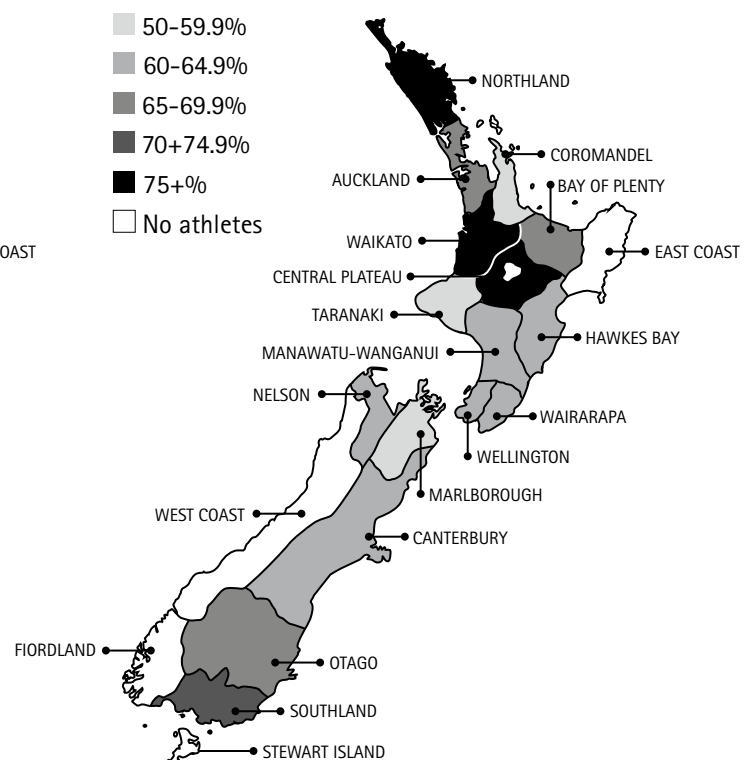 50-59.9%
60-64.9%
65-69.9%
70+74.9%
75+%
No athletes
NORTHLAND
COROMANDEL
AUCKLAND
BAY OF PLENTY
WAIKATO
OAST
EAST COAST
CENTRAL PLATEAU
TARANAKI
HAWKES BAY
MANAWATU-WANGANUI
NELSON
WAIRARAPA
WELLINGTON
MARLBOROUGH
WEST COAST
CANTERBURY
FIORDLAND
OTAGO
SOUTHLAND
STEWART ISLAND